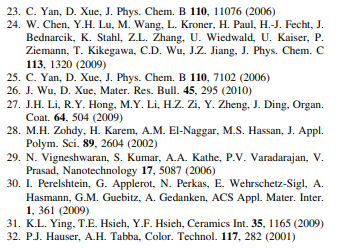 23. C. Yan, D. Xue, J. Phys. Chem. B 110, 11076 (2006)
24. W. Chen, Y.H. Lu, M. Wang, L. Kroner, H. Paul, H.-J. Fecht, J.
Bednarcik, K. Stahl, Z.L. Zhang, U. Wiedwald, U. Kaiser, P.
Ziemann, T. Kikegawa, C.D. Wu, J.Z. Jiang, J. Phys. Chem. C
113, 1320 (2009)
25. C. Yan, D. Xue, J. Phys. Chem. B 110, 7102 (2006)
26. J. Wu, D. Xue, Mater. Res. Bull. 45, 295 (2010)
27. J.H. Li, R.Y. Hong, M.Y. Li, H.Z. Zi, Y. Zheng, J. Ding, Organ.
Coat. 64, 504 (2009)
28. M.H. Zohdy, H. Karem, A.M. El-Naggar, M.S. Hassan, J. Appl.
Polym. Sci. 89, 2604 (2002)
29. N. Vigneshwaran, S. Kumar, A.A. Kathe, P.V. Varadarajan, V.
Prasad, Nanotechnology 17, 5087 (2006)
30. I. Perelshtein, G. Applerot, N. Perkas, E. Wehrschetz-Sigl, A.
Hasmann, G.M. Guebitz, A. Gedanken, ACS Appl. Mater. Inter.
1, 361 (2009)
31. K.L. Ying, T.E. Hsieh, Y.F. Hsieh, Ceramics Int. 35, 1165 (2009)
32. P.J. Hauser, A.H. Tabba, Color. Technol. 117, 282 (2001)